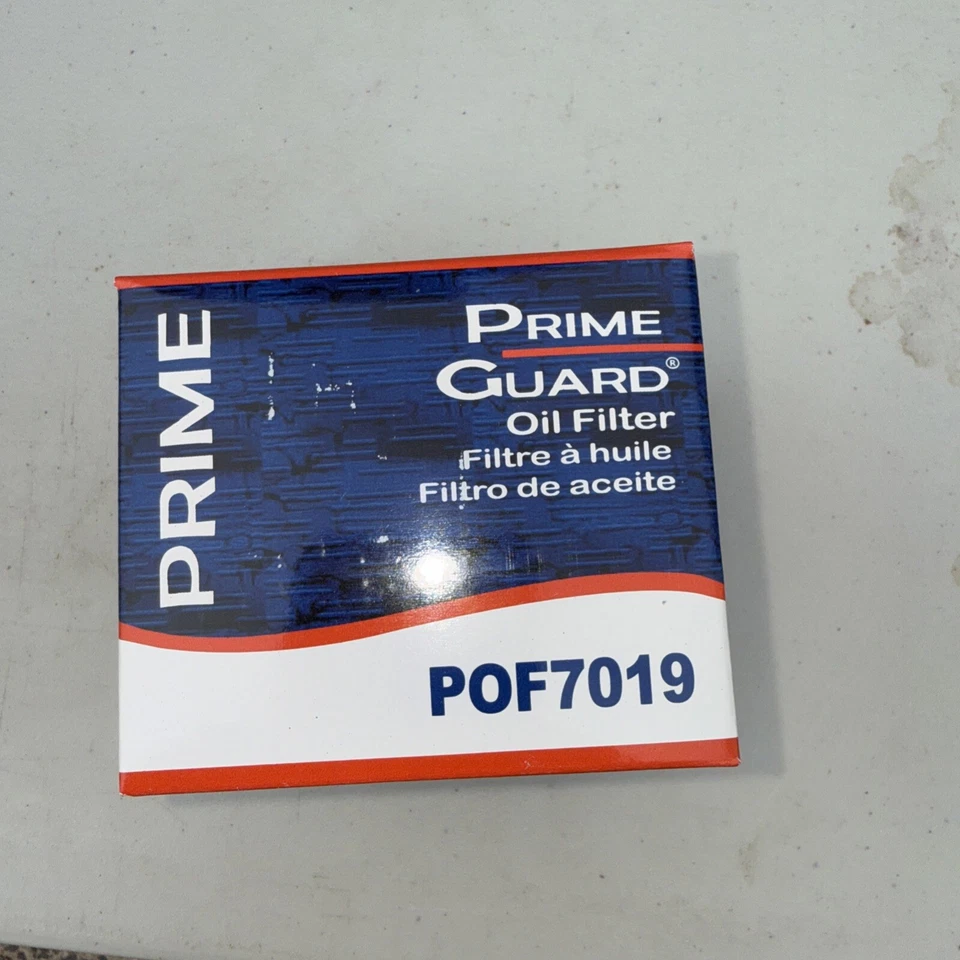 PRIME
PRIME
GUARD®
Oil Filter
Filtre à huile
Filtro de aceite
POF7019